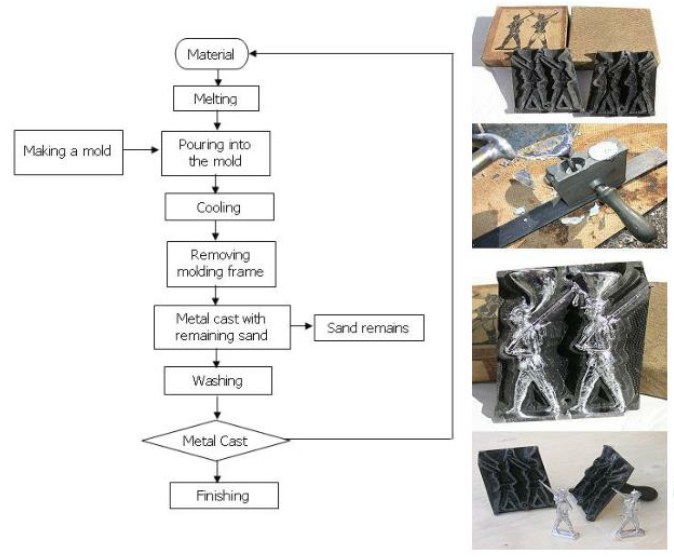 Material
Melting
Making a mold
Pouring into
the mold
Cooling
Removing
molding frame
Metal cast with
remaining sand
Sand remains
Washing
Metal Cast
Finishing